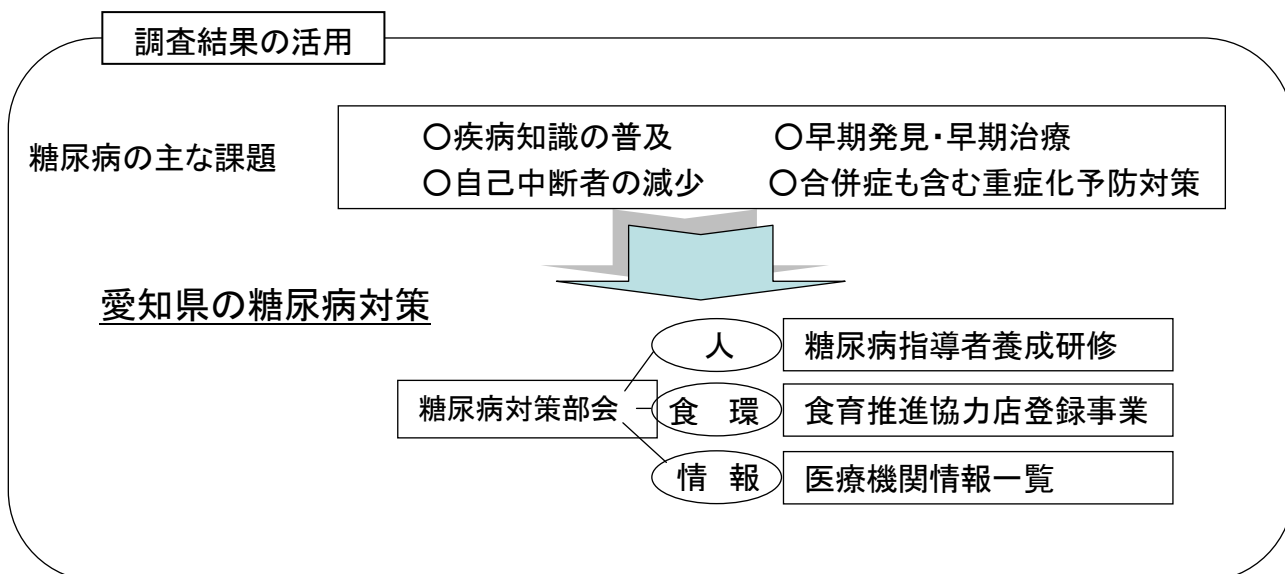 調査結果の活用
糖尿病の主な課題
〇疾病知識の普及 〇早期発見・早期治療
〇自己中断者の減少 〇合併症も含む重症化予防対策
愛知県の糖尿病対策
糖尿病対策部会
人 糖尿病指導者養成研修
食 環 食育推進協力店登録事業
情 報 医療機関情報一覧